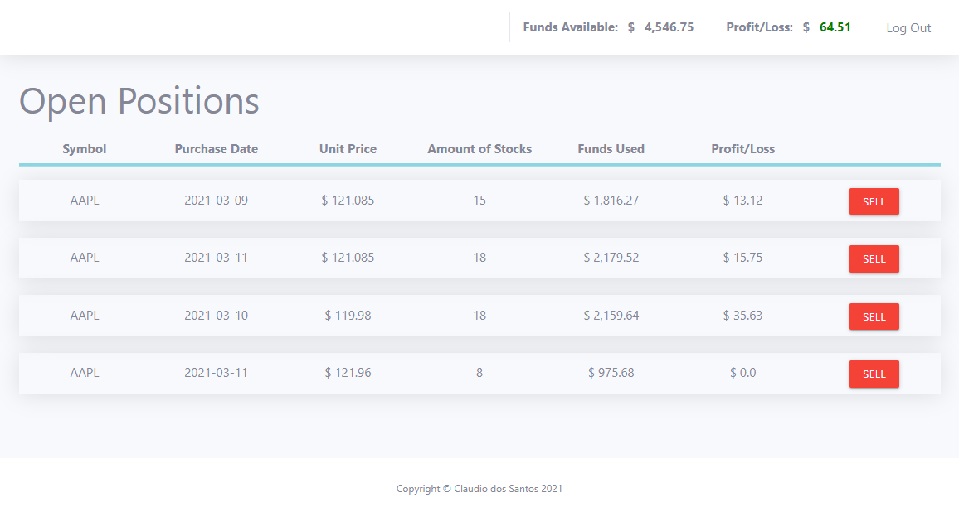 Funds Available: $ 4,546.75 Profit/Loss: $ 64.51 Log Out
Open Positions
Symbol Purchase Date Unit Price Amount of Stocks Funds Used Profit/Loss
AAPL 2021-03-09 $ 121.085 15 $ 1,816.27 $ 13.12 SELL
AAPL 2021-03-11 $ 121.085 18 $ 2,179.52 $ 15.75 SELL
AAPL 2021-03-10 $ 119.98 18 $ 2,159.64 $ 35.63 SELL
AAPL 2021-03-11 $ 121.96 8 $ 975.68 $ 0.0 SELL
Copyright © Claudio dos Santos 2021